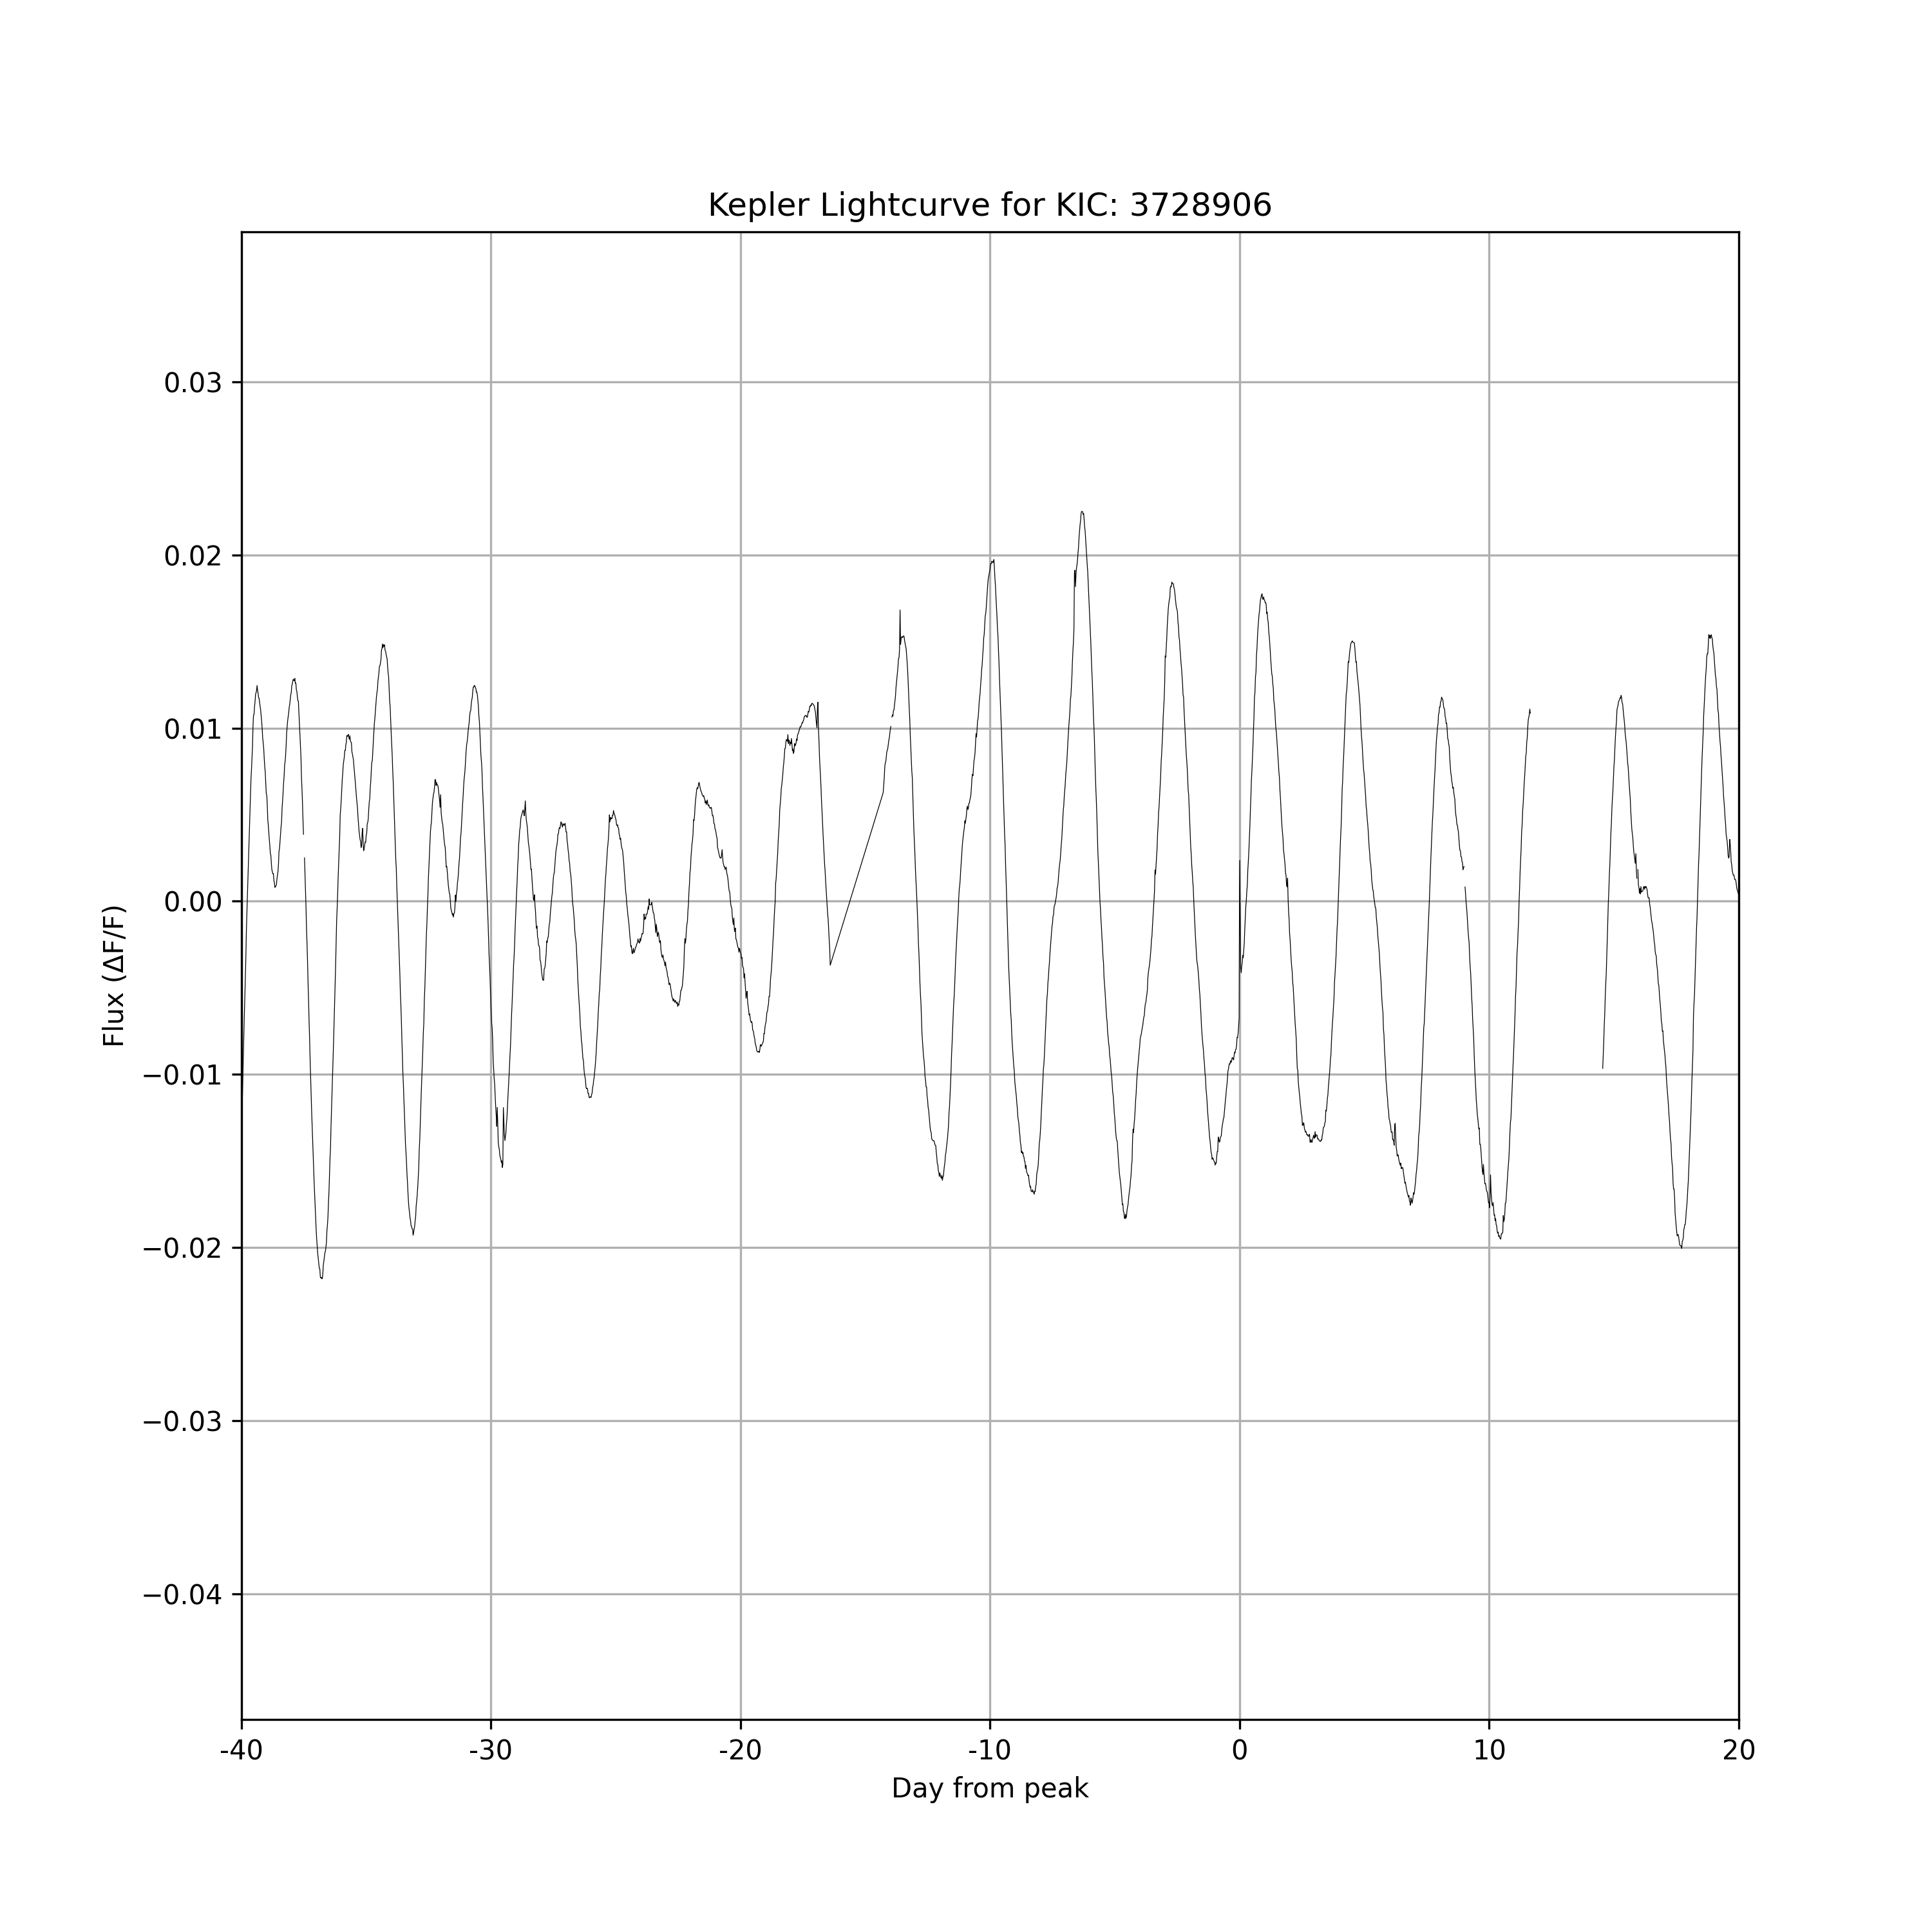 Kepler Lightcurve for KIC: 3728906
0.03
0.02
0.01
0.00
−0.01
−0.02
−0.03
−0.04
Flux (ΔF/F)
-40 -30 -20 -10 0 10 20
Day from peak